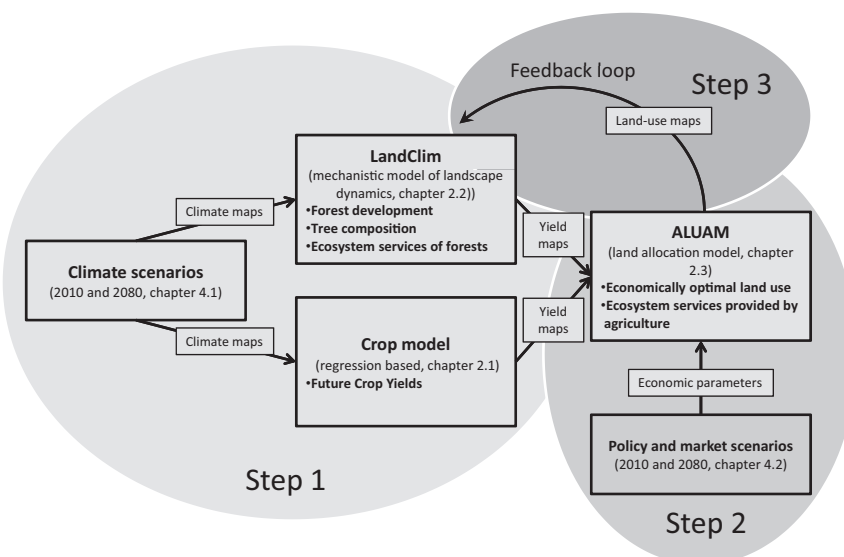 Feedback loop
Step 3
Land-use maps
LandClim
(mechanistic model of landscape
dynamics, chapter 2.2))
•Forest development
•Tree composition
•Ecosystem services of forests
Climate maps
Yield
maps
ALUAM
(land allocation model, chapter
2.3)
•Economically optimal land use
•Ecosystem services provided by
agriculture
Climate scenarios
(2010 and 2080, chapter 4.1)
Climate maps
Yield
maps
Crop model
(regression based, chapter 2.1)
•Future Crop Yields
Economic parameters
Policy and market scenarios
(2010 and 2080, chapter 4.2)
Step 1
Step 2